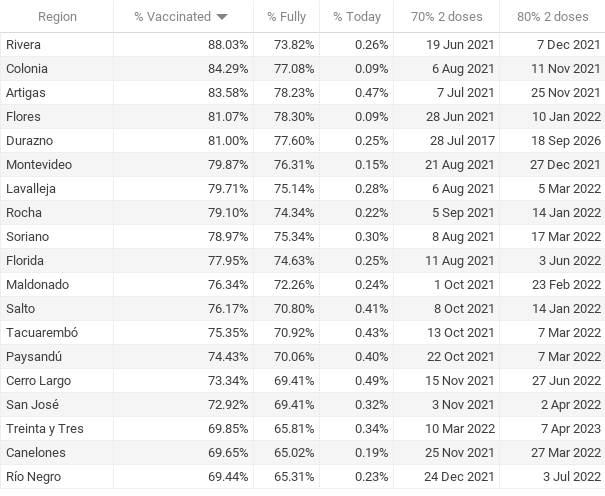 Region % Vaccinated % Fully % Today 70% 2 doses 80% 2 doses
Rivera 88.03% 73.82% 0.26% 19 Jun 2021 7 Dec 2021
Colonia 84.29% 77.08% 0.09% 6 Aug 2021 11 Nov 2021
Artigas 83.58% 78.23% 0.47% 7 Jul 2021 25 Nov 2021
Flores 81.07% 78.30% 0.09% 28 Jun 2021 10 Jan 2022
Durazno 81.00% 77.60% 0.25% 28 Jul 2017 18 Sep 2026
Montevideo 79.87% 76.31% 0.15% 21 Aug 2021 27 Dec 2021
Lavalleja 79.71% 75.14% 0.28% 6 Aug 2021 5 Mar 2022
Rocha 79.10% 74.34% 0.22% 5 Sep 2021 14 Jan 2022
Soriano 78.97% 75.34% 0.30% 8 Aug 2021 17 Mar 2022
Florida 77.95% 74.63% 0.25% 11 Aug 2021 3 Jun 2022
Maldonado 76.34% 72.26% 0.24% 1 Oct 2021 23 Feb 2022
Salto 76.17% 70.80% 0.41% 8 Oct 2021 14 Jan 2022
Tacuarembó 75.35% 70.92% 0.43% 13 Oct 2021 7 Mar 2022
Paysandú 74.43% 70.06% 0.40% 22 Oct 2021 7 Mar 2022
Cerro Largo 73.34% 69.41% 0.49% 15 Nov 2021 27 Jun 2022
San José 72.92% 69.41% 0.32% 3 Nov 2021 2 Apr 2022
Treinta y Tres 69.85% 65.81% 0.34% 10 Mar 2022 7 Apr 2023
Canelones 69.65% 65.02% 0.19% 25 Nov 2021 27 Mar 2022
Río Negro 69.44% 65.31% 0.23% 24 Dec 2021 3 Jul 2022